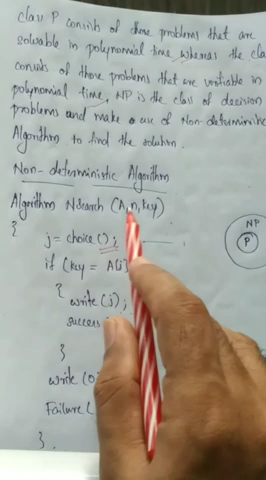 class P consists of those problems that are
solvable in polynomial time, whereas the cla
consists of those problems that are verifiable in
polynomial time, NP is the class of decision
problems and make a use of Non-deterministic
Algorithm to find the solution.
Non-deterministic Algorithm
Algorithm Nsearch (A, n, key)
{
j = choice ();
if (key = A(j)
{ write (j);
success
}
write (0
Failure (
}.
NP
P